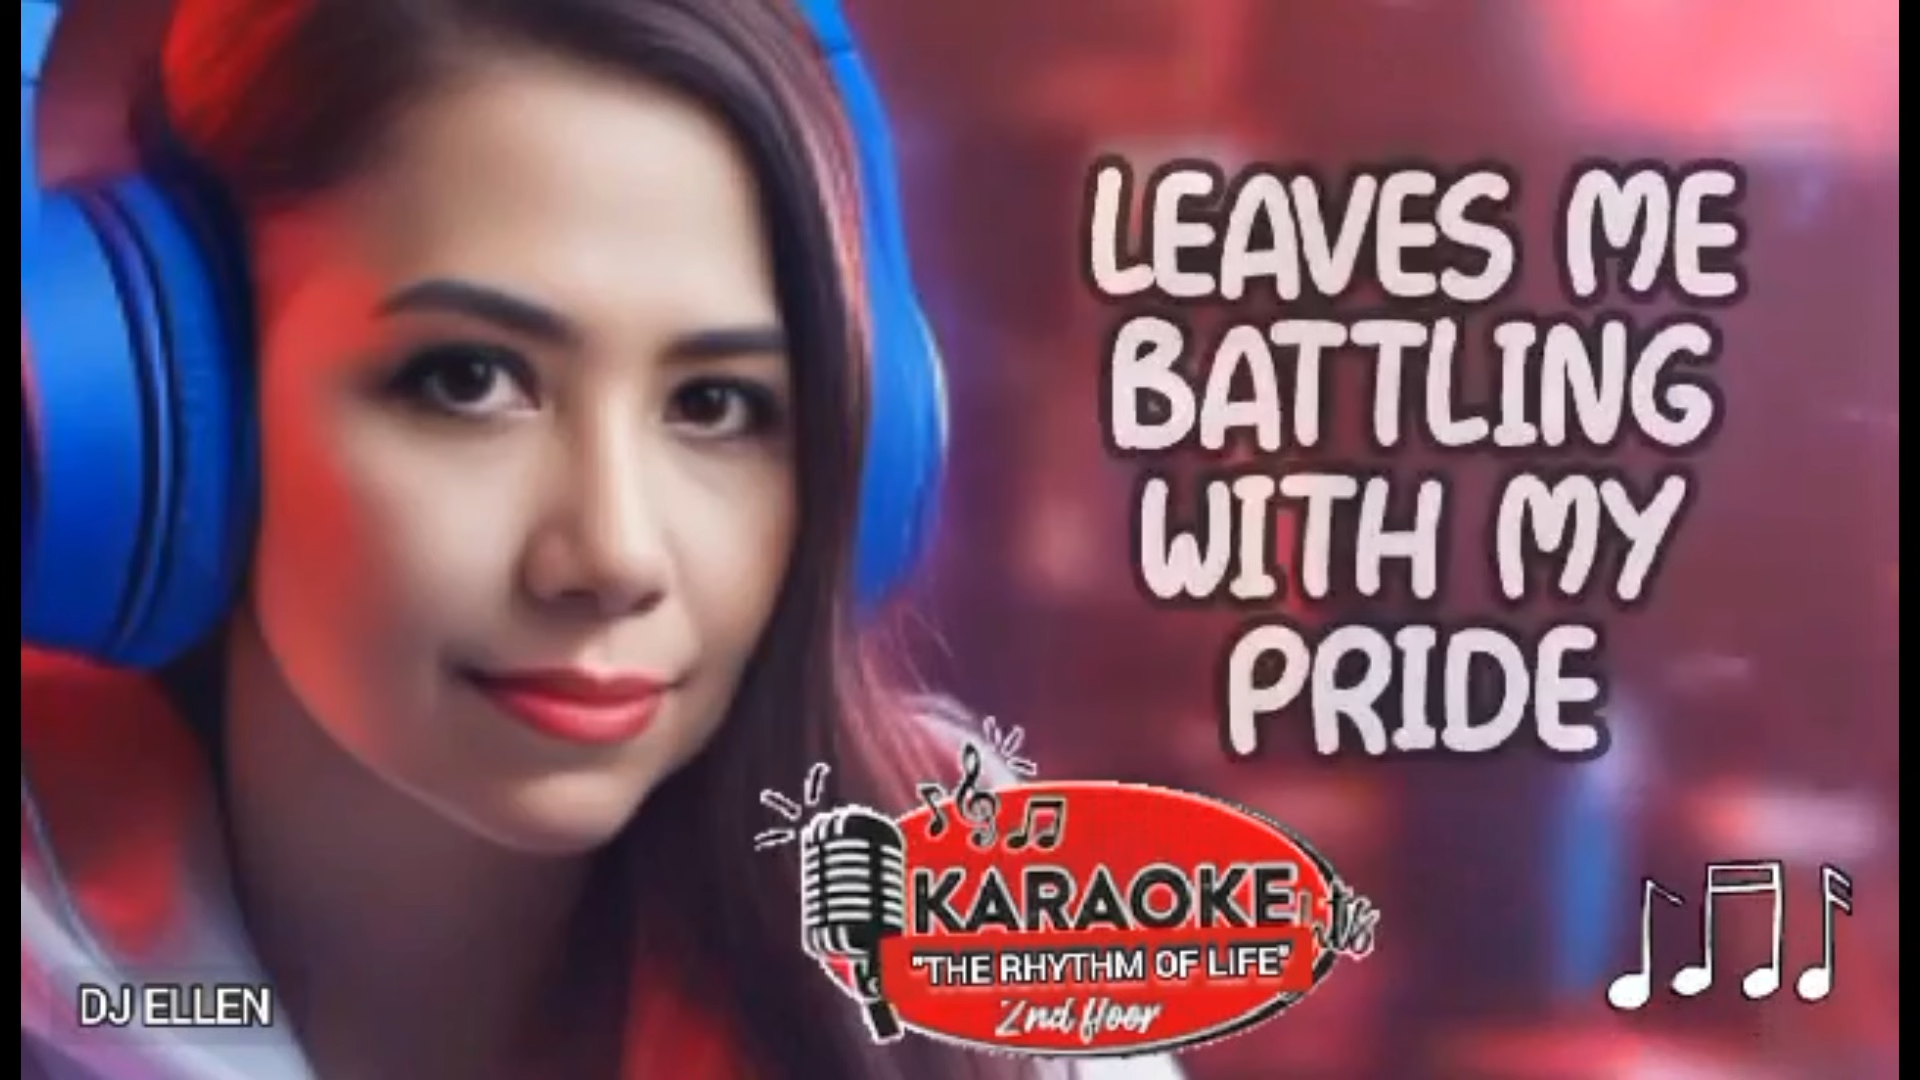 LEAVES ME
BATTLING
WITH MY
PRIDE
KARAOKE
"THE RHYTHM OF LIFE"
2nd floor
DJ ELLEN